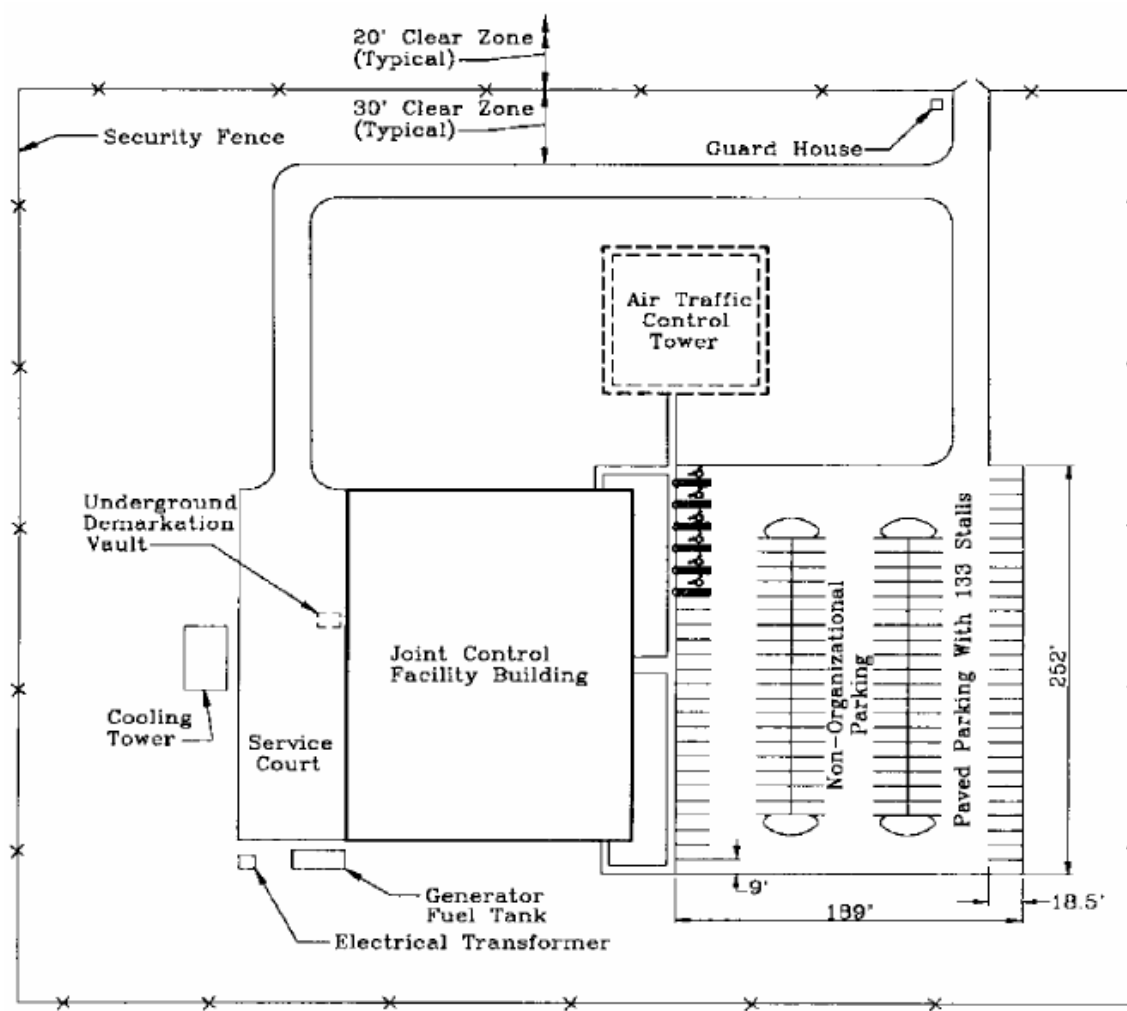 20' Clear Zone
(Typical)
30' Clear Zone
(Typical)
Security Fence
Guard House
Air Traffic
Control
Tower
Underground
Demarkation
Vault
Joint Control
Facility Building
Cooling
Tower
Service
Court
Non-Organizational
Parking
Paved Parking With 133 Stalls
252'
9'
189'
18.5'
Generator
Fuel Tank
Electrical Transformer